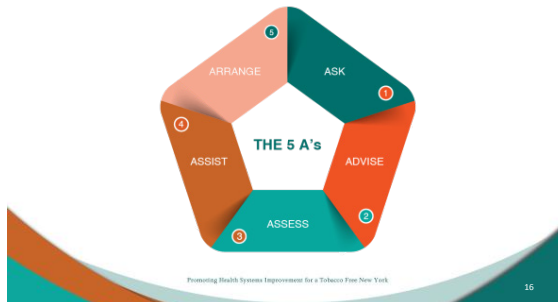 5
ARRANGE
ASK
1
4
THE 5 A's
ASSIST
ADVISE
ASSESS
2
3
Promoting Health Systems Improvement for a Tobacco Free New York
16